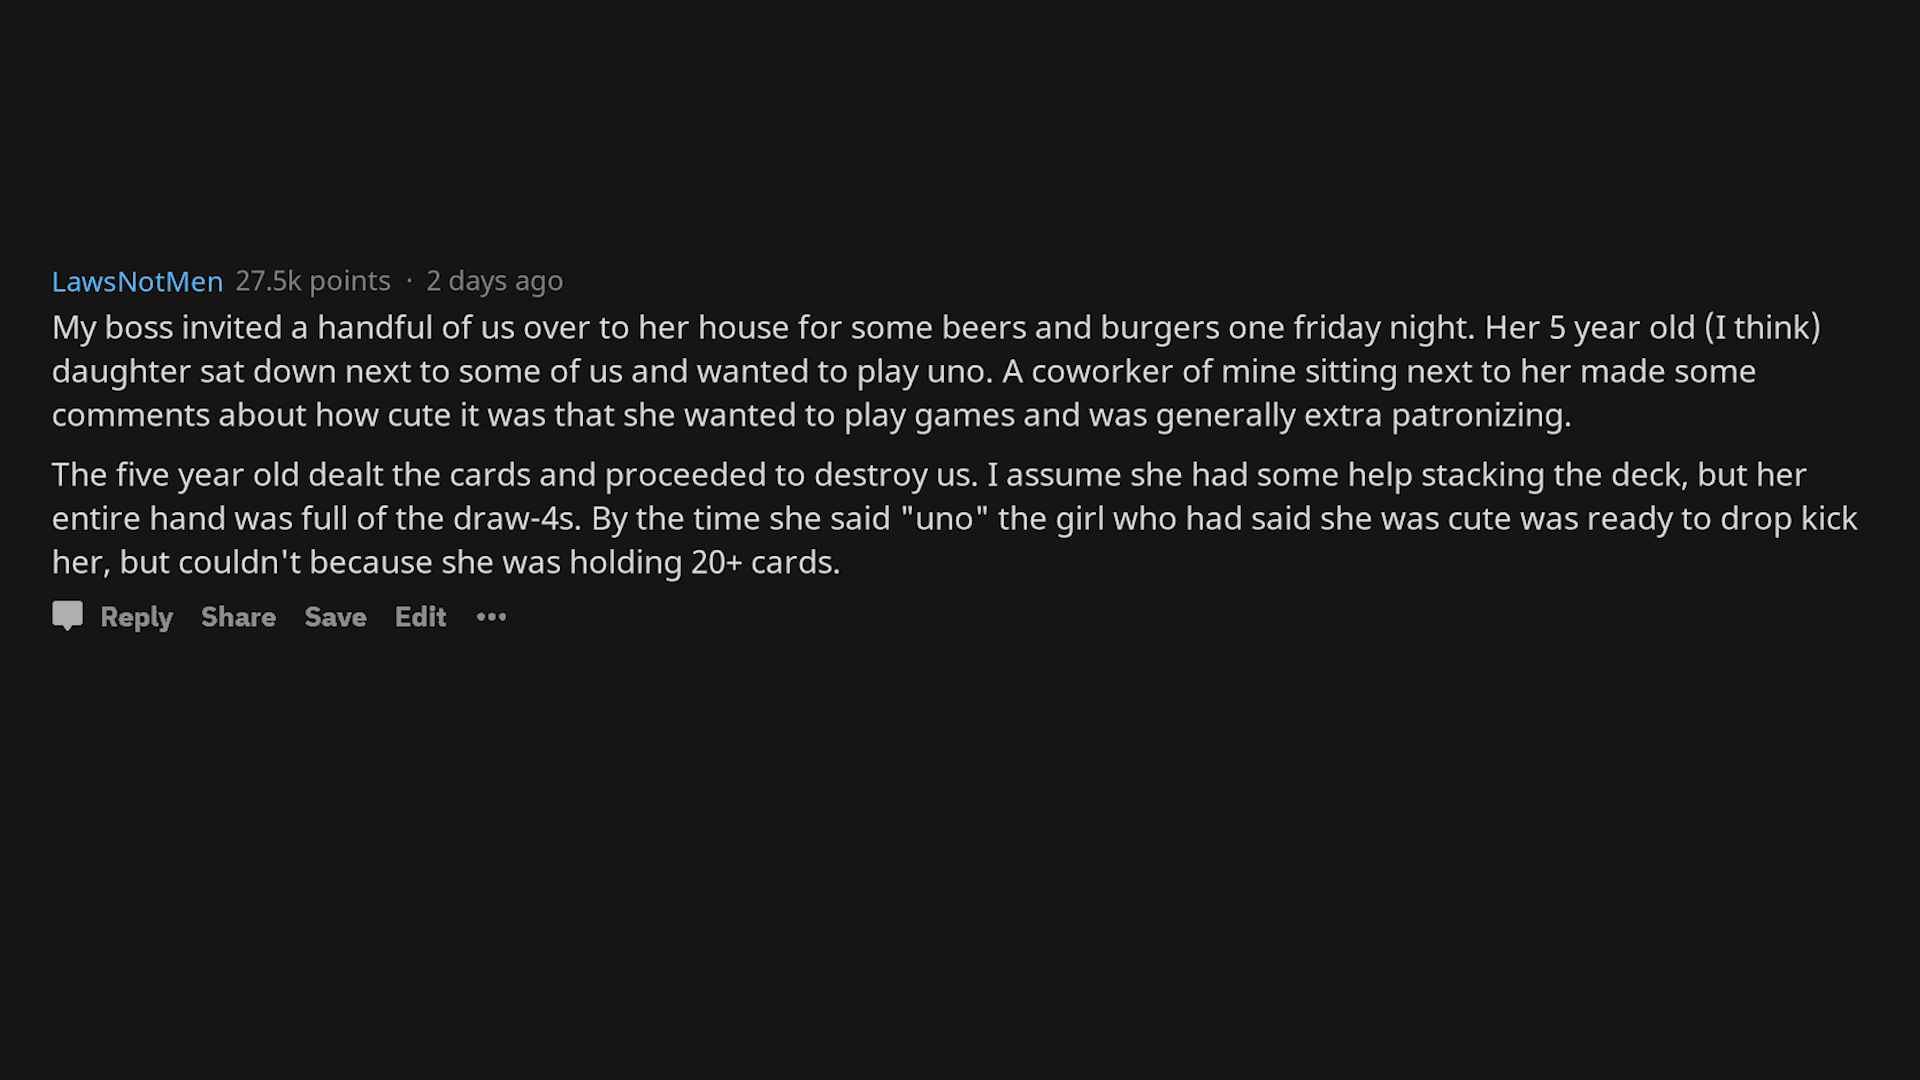 LawsNotMen 27.5k points · 2 days ago
My boss invited a handful of us over to her house for some beers and burgers one friday night. Her 5 year old (I think)
daughter sat down next to some of us and wanted to play uno. A coworker of mine sitting next to her made some
comments about how cute it was that she wanted to play games and was generally extra patronizing.
The five year old dealt the cards and proceeded to destroy us. I assume she had some help stacking the deck, but her
entire hand was full of the draw-4s. By the time she said "uno" the girl who had said she was cute was ready to drop kick
her, but couldn't because she was holding 20+ cards.
Reply Share Save Edit •••